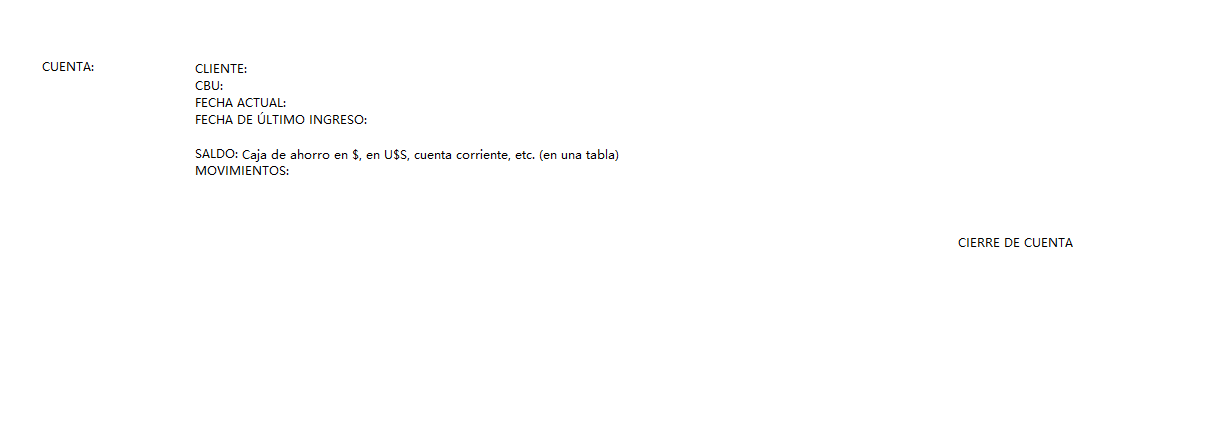 CUENTA:
CLIENTE:
CBU:
FECHA ACTUAL:
FECHA DE ÚLTIMO INGRESO:
SALDO: Caja de ahorro en $, en U$S, cuenta corriente, etc. (en una tabla)
MOVIMIENTOS:
CIERRE DE CUENTA